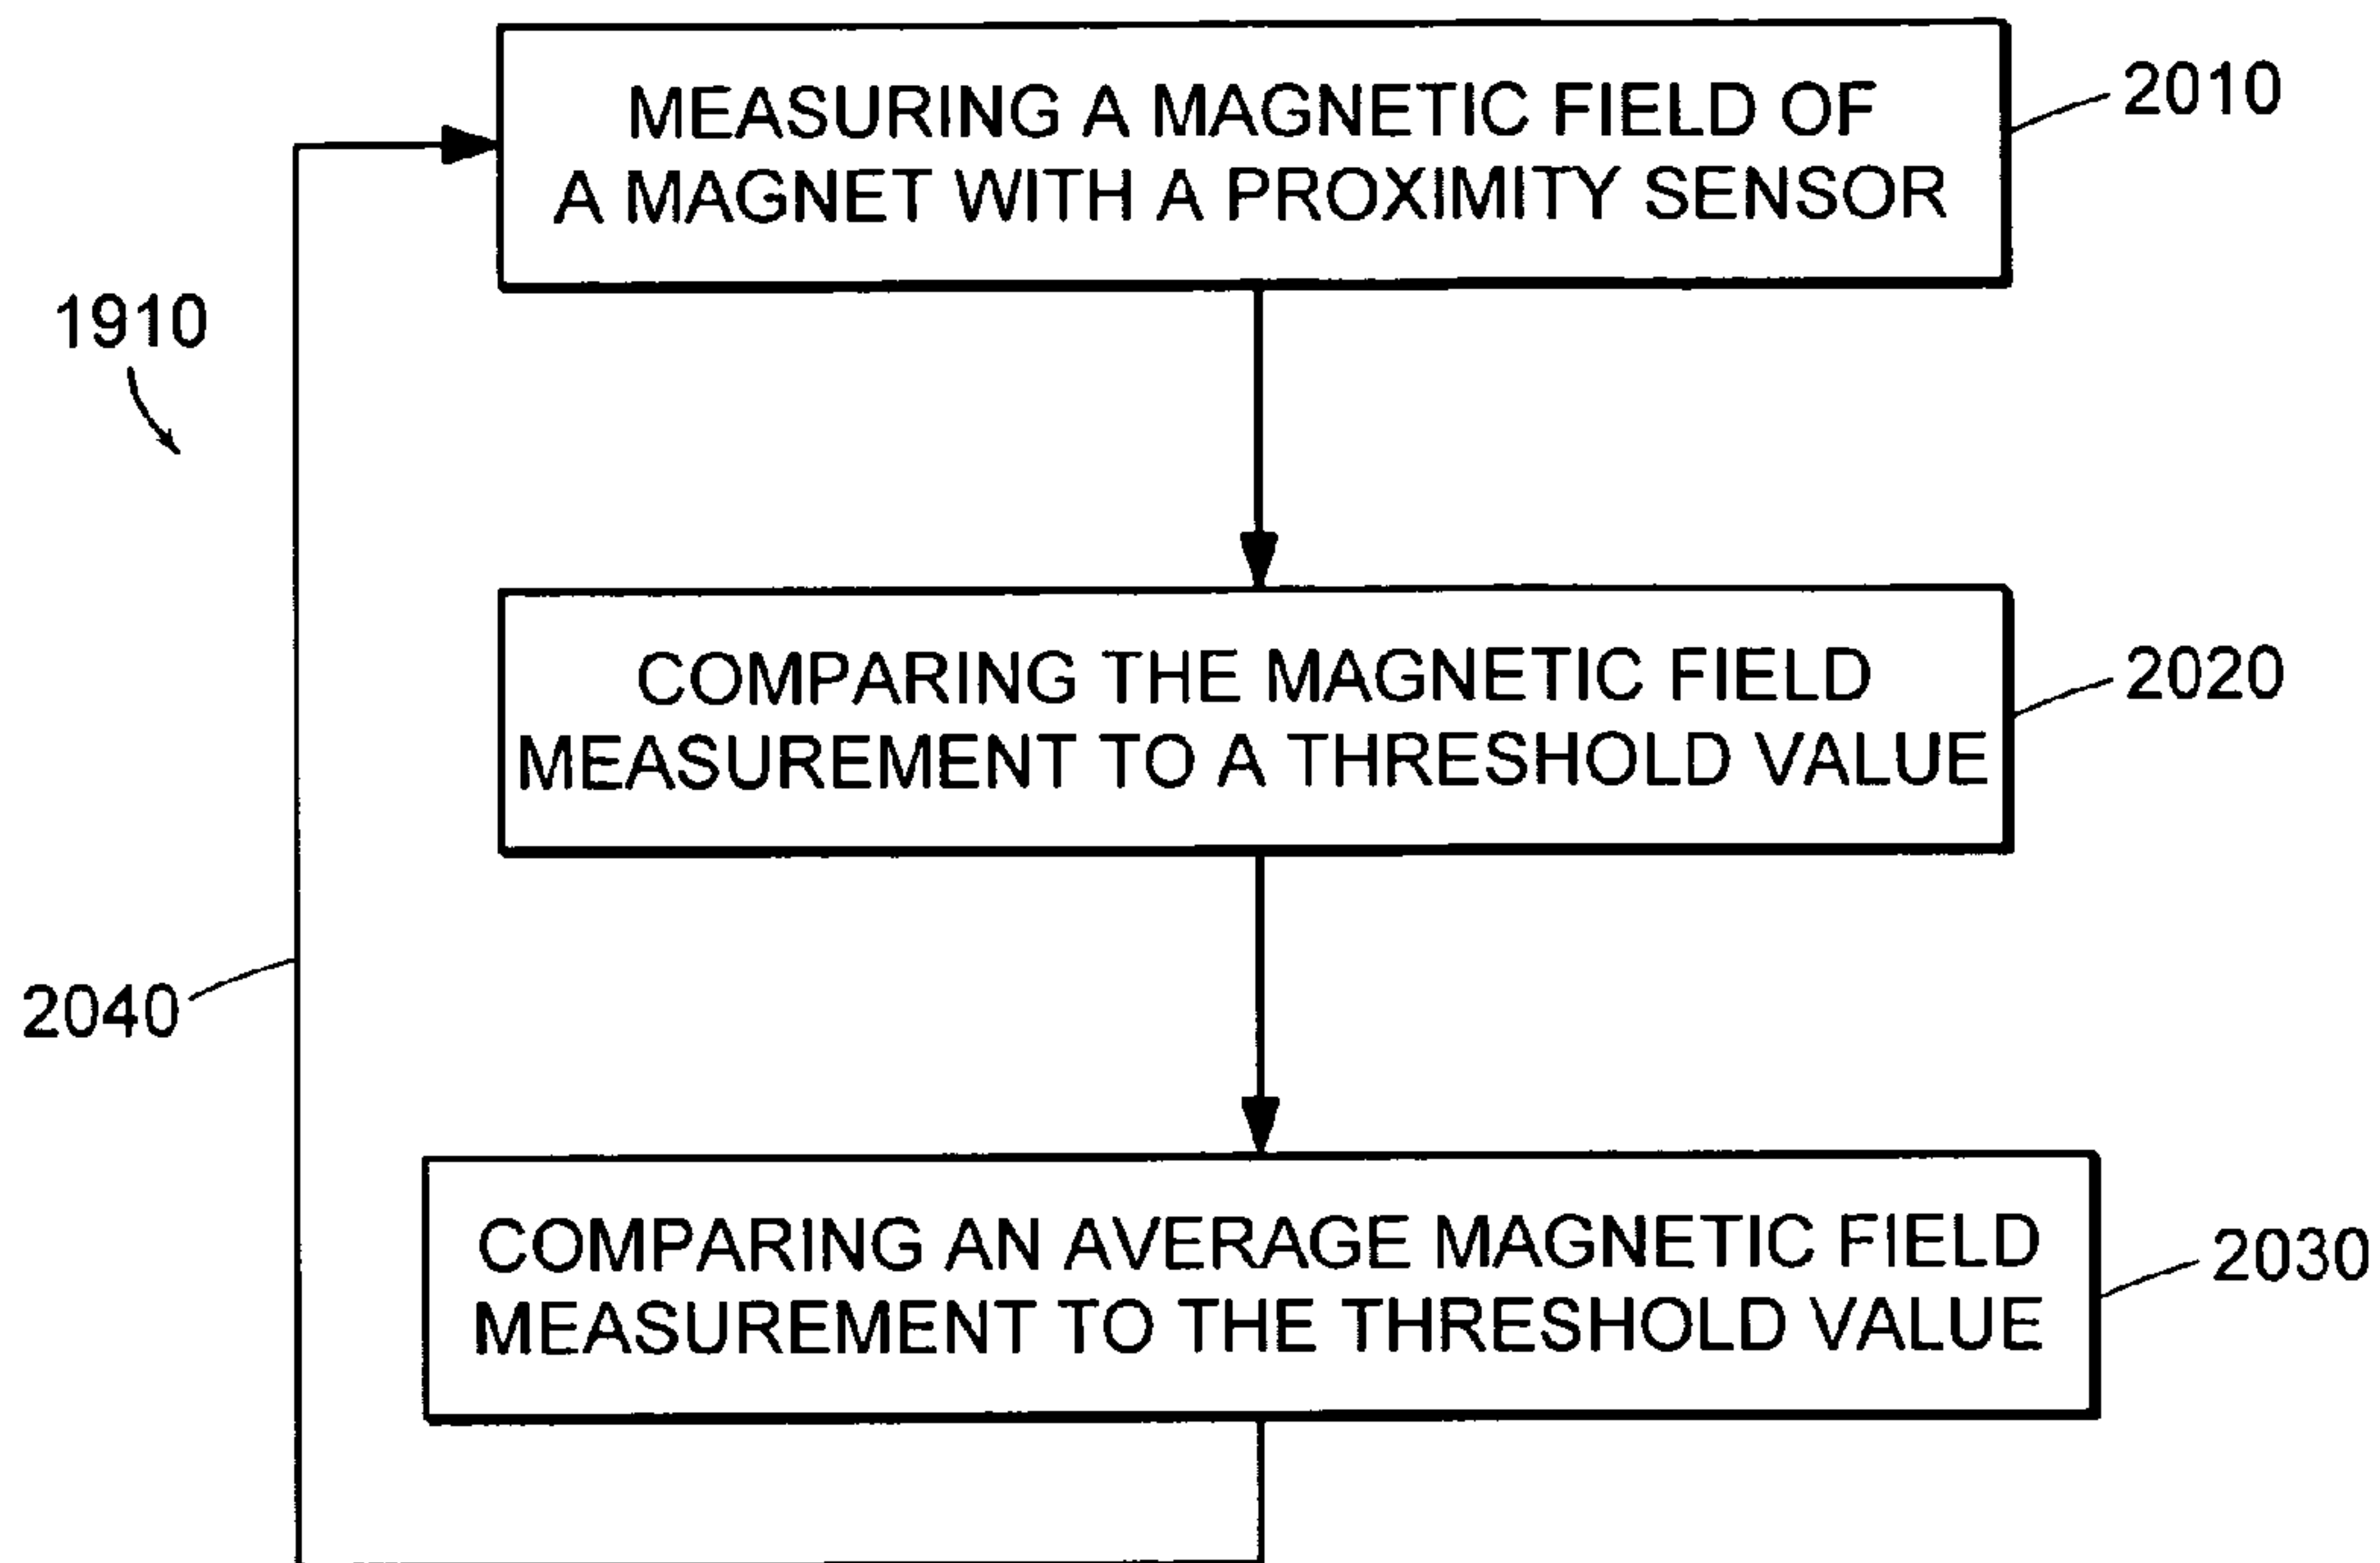 MEASURING A MAGNETIC FIELD OF
A MAGNET WITH A PROXIMITY SENSOR
2010
1910
COMPARING THE MAGNETIC FIELD
MEASUREMENT TO A THRESHOLD VALUE
2020
2040
COMPARING AN AVERAGE MAGNETIC FIELD
MEASUREMENT TO THE THRESHOLD VALUE
2030